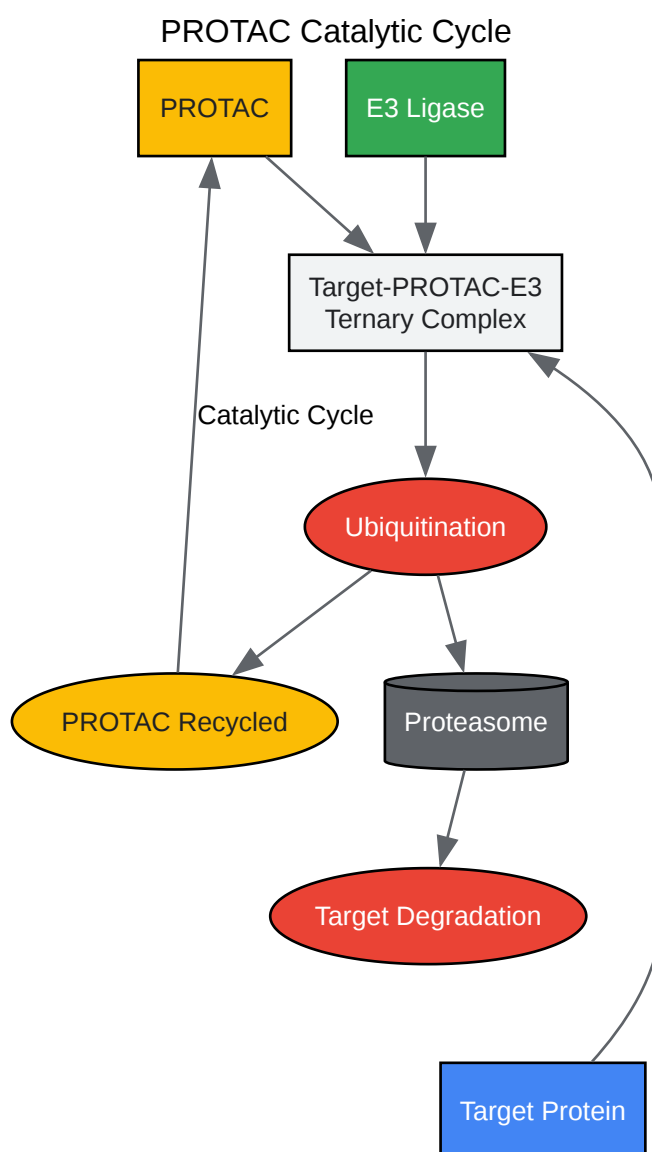 PROTAC Catalytic Cycle
PROTAC
E3 Ligase
Target-PROTAC-E3
Ternary Complex
Catalytic Cycle
Ubiquitination
PROTAC Recycled
Proteasome
Target Degradation
Target Protein